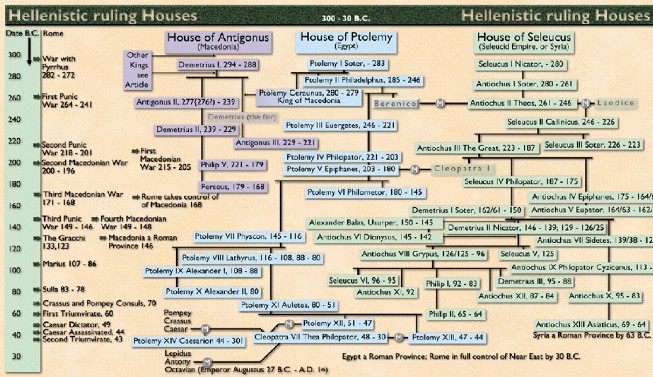 Hellenistic ruling Houses
300 - 30 B.C.
Hellenistic ruling Houses
Date B.C.
Rome
300
280
260
240
220
200
180
160
140
120
100
80
60
40
30
War with
Pyrrhus
282 - 272
First Punic
War 264 - 241
Second Punic
War 218 - 201
Second Macedonian War
200 - 196
Third Macedonian War
171 - 168
Third Punic
War 149 - 146
The Gracchi
133,123
Marius 107 - 86
Sulla 83 - 78
Crassus and Pompey Consuls, 70
First Triumvirate, 60
Caesar Dictator, 49
Caesar Assassinated, 44
Second Triumvirate, 43
First
Macedonian
War 215 - 205
Rome takes control of
of Macedonia 168
Fourth Macedonian
War 149 - 148
Macedonia a Roman
Province 146
House of Antigonus
(Macedonia)
Other
Kings
see
Article
Demetrius I, 294 - 288
Antigonus II, 277(276?) - 239
Demetrius (the fair)
Demetrius II, 239 - 229
Antigonus III, 229 - 221
Philip V, 221 - 179
Perseus, 179 - 168
House of Ptolemy
(Egypt)
Ptolemy I Soter, - 283
Ptolemy II Philadelphus, 285 - 246
Ptolemy Ceraunus, 280 - 279
King of Macedonia
Berenice
M
Ptolemy III Euergetes, 246 - 221
Ptolemy IV Philopator, 221 - 203
Ptolemy V Epiphanes, 203 - 180
M
Cleopatra I
Ptolemy VI Philometor, 180 - 145
Ptolemy VII Physcon, 145 - 116
Ptolemy VIII Lathyrus, 116 - 108, 88 - 80
Ptolemy IX Alexander I, 108 - 88
Ptolemy X Alexander II, 80
Ptolemy XI Auletes, 80 - 51
Pompey
Crassus
Caesar
M
M
Ptolemy XII, 51 - 47
Ptolemy XIV Caesarion 44 - 30?
Cleopatra VII Thea Philopator, 48 - 30
M
Ptolemy XIII, 47 - 44
Lepidus
Antony
M
Octavian (Emperor Augustus 27 B.C. - A.D. 14)
House of Seleucus
(Seleucid Empire, or Syria)
Seleucus I Nicator, - 280
Antiochus I Soter, 280 - 261
Antiochus II Theos, 261 - 246
M
Laodice
Seleucus II Callinicus, 246 - 226
Antiochus III The Great, 223 - 187
Seleucus III Soter, 226 - 223
Seleucus IV Philopator, 187 - 175
Antiochus IV Epiphanes, 175 - 164/
Demetrius I Soter, 162/61 - 150
Antiochus V Eupator, 164/63 - 162/
Alexander Balas, Usurper, 150 - 145
Demetrius II Nicator, 146 - 139; 129 - 126/25
Antiochus VI Dionysus, 145 - 142
Antiochus VII Sidetes, 139/38 - 12
Antiochus VIII Grypus, 126/125 - 96
Seleucus V, 125
Antiochus IX Philopator Cyzicenus, 113 -
Seleucus VI, 96 - 95
Philip I, 92 - 83
Demetrius III, 95 - 88
Antiochus XI, 92
Antiochus XII, 87 - 84
Antiochus X, 95 - 83
Philip II, 65 - 64
Antiochus XIII Asiaticus, 69 - 64
Syria a Roman Province by 63 B.C.
Egypt a Roman Province; Rome in full control of Near East by 30 B.C.